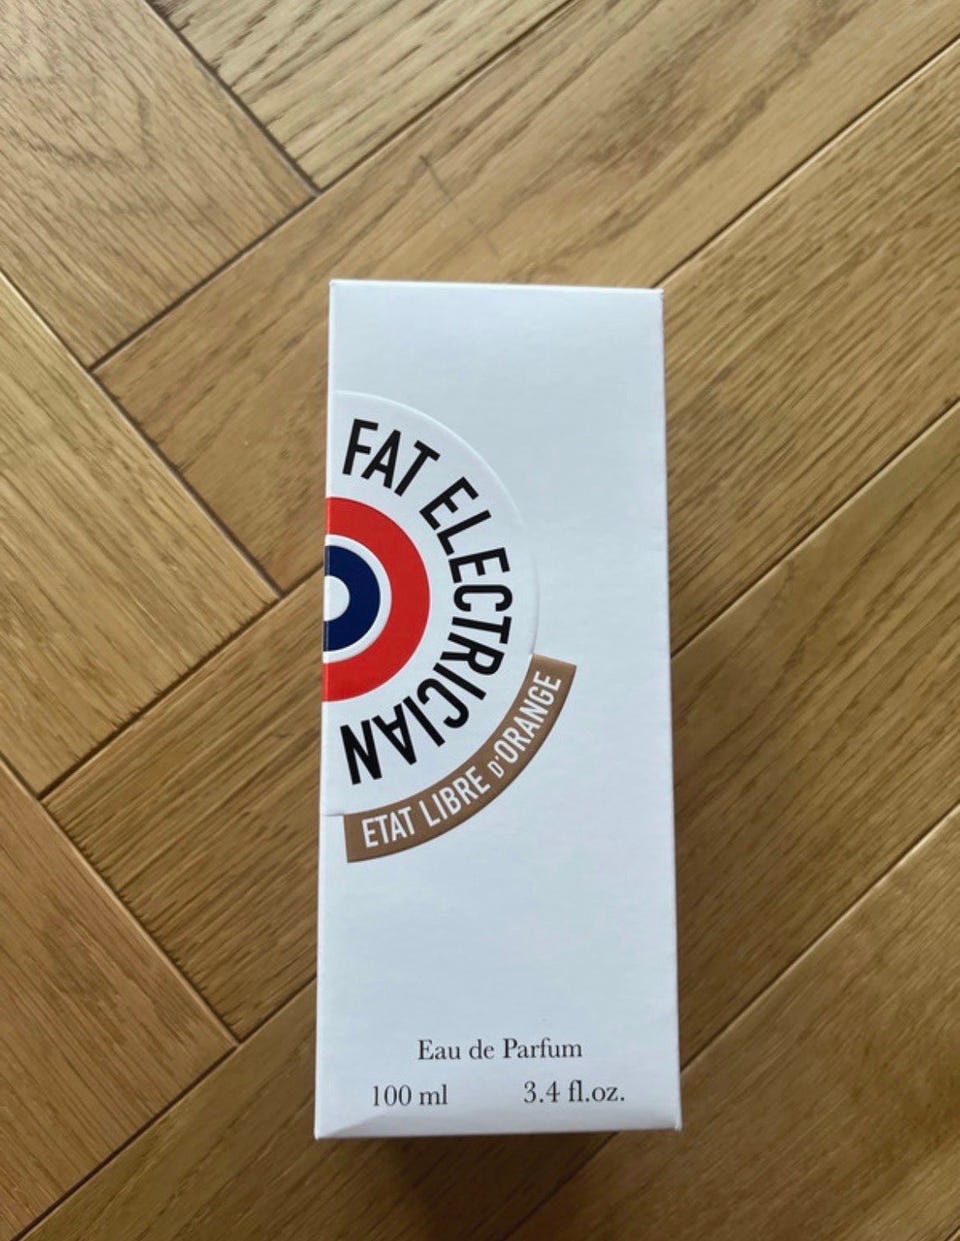 FAT ELECTRICIAN
ETAT LIBRE D'ORANGE
Eau de Parfum
100 ml 3.4 fl.oz.